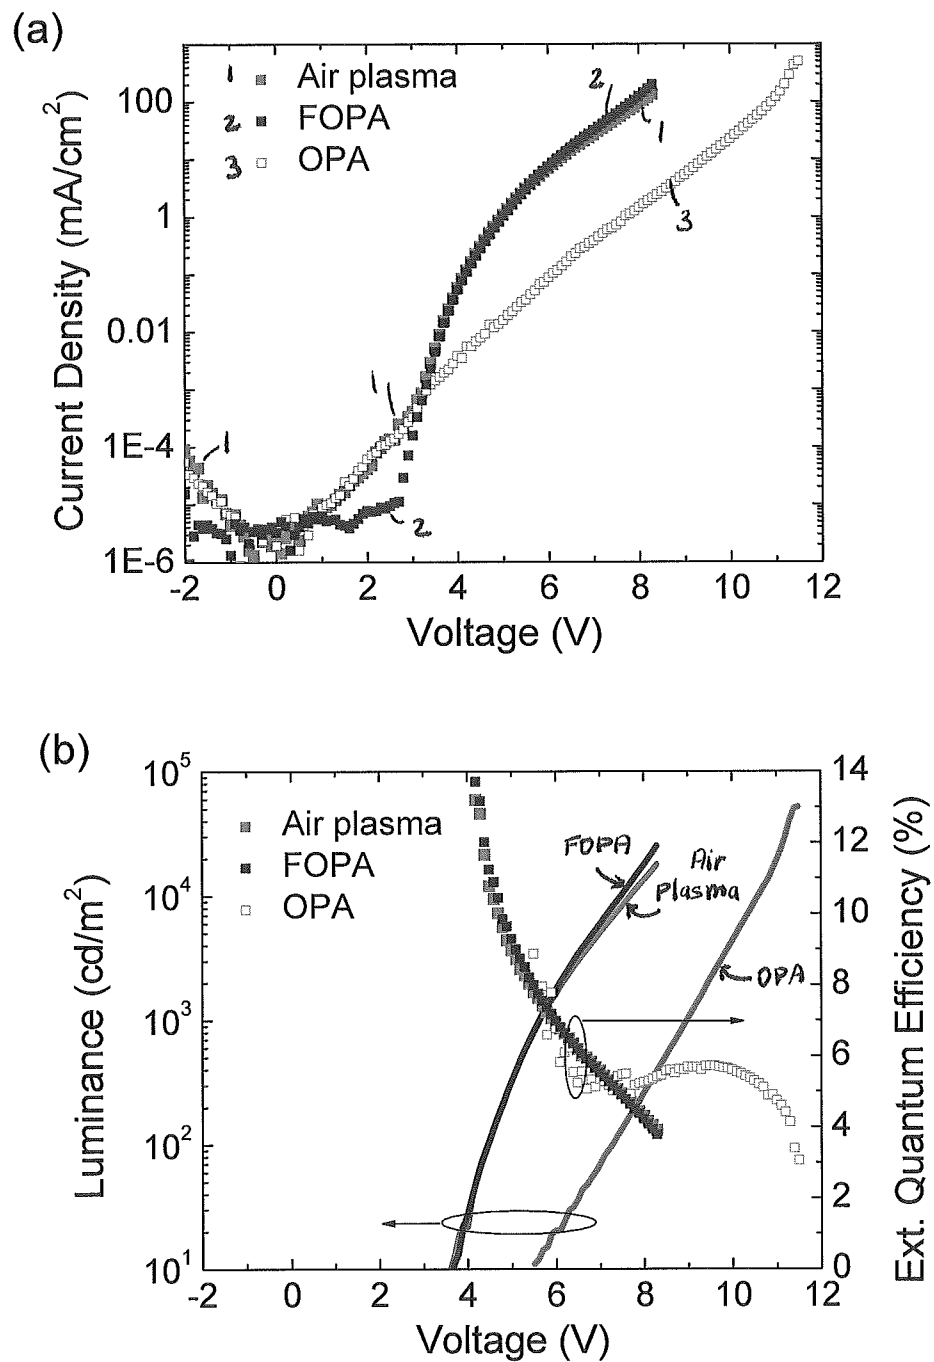 (a)
1 Air plasma
2 FOPA
3 OPA
2
1
3
1
1
2
100
1
0.01
1E-4
1E-6
Current Density (mA/cm²)
-2 0 2 4 6 8 10 12
Voltage (V)
(b)
Air plasma
FOPA
OPA
FOPA
Air
plasma
OPA
10⁵
10⁴
10³
10²
10¹
Luminance (cd/m²)
14
12
10
8
6
4
2
0
Ext. Quantum Efficiency (%)
-2 0 2 4 6 8 10 12
Voltage (V)